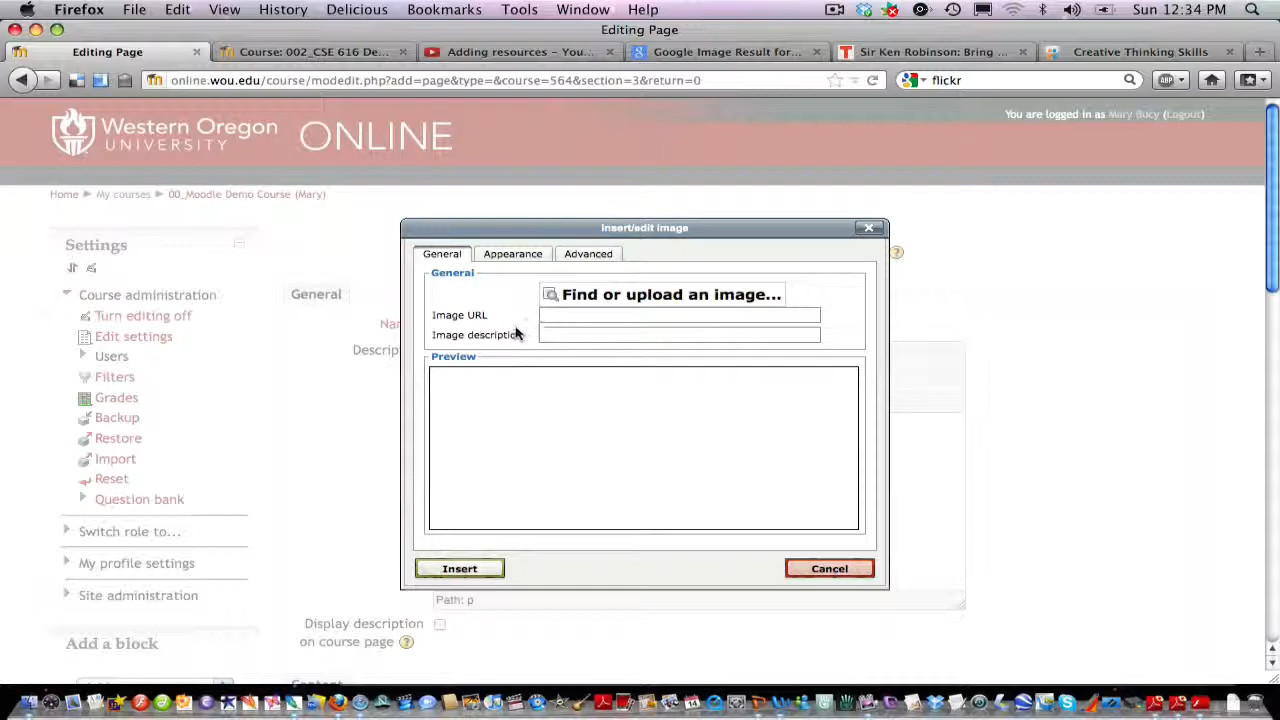 Firefox File Edit View History Delicious Bookmarks Tools Window Help Sun 12:34 PM
Editing Page
Editing Page Course: 002_CSE 616 De... Adding resources - You... Google Image Result for... Sir Ken Robinson: Bring ... Creative Thinking Skills
online.wou.edu/course/modedit.php?add=page&type=&course=564&section=3&return=0 flickr ABP
Western Oregon
UNIVERSITY
ONLINE
You are logged in as Mary Bucy (Logout)
Home My courses 00_Moodle Demo Course (Mary)
Settings
Course administration
Turn editing off
Edit settings
Users
Filters
Grades
Backup
Restore
Import
Reset
Question bank
Switch role to...
My profile settings
Site administration
Add a block
General
Nar
Descrip
Insert/edit image
General Appearance Advanced
General
Find or upload an image...
Image URL
Image description
Preview
Insert Cancel
Path: p
Display description
on course page